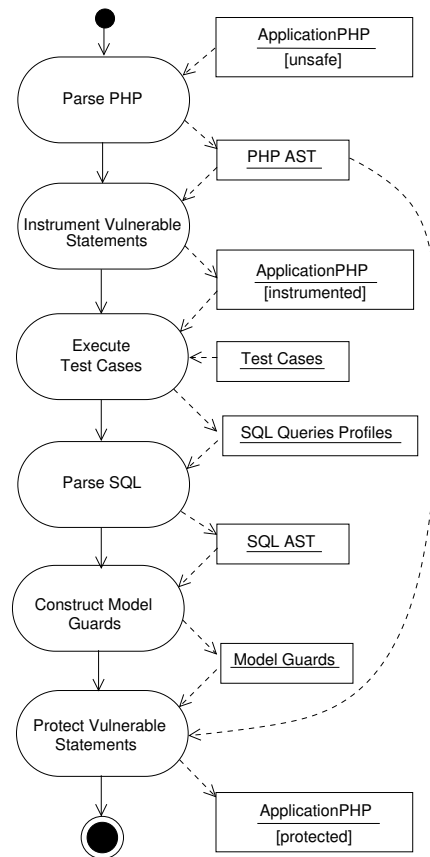 ApplicationPHP
[unsafe]
Parse PHP
PHP AST
Instrument Vulnerable
Statements
ApplicationPHP
[instrumented]
Execute
Test Cases
Test Cases
SQL Queries Profiles
Parse SQL
SQL AST
Construct Model
Guards
Model Guards
Protect Vulnerable
Statements
ApplicationPHP
[protected]